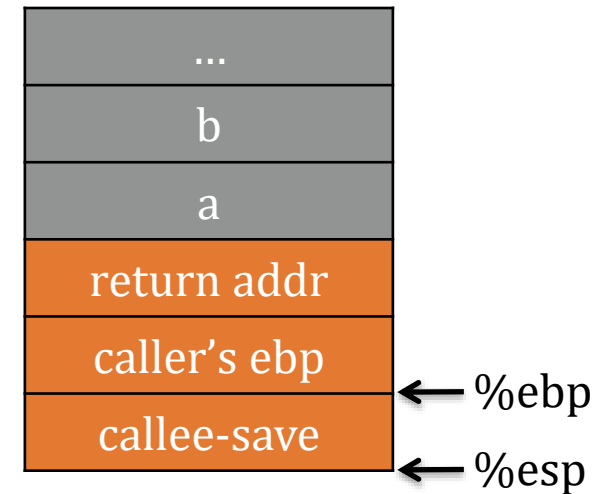 ...
b
a
return addr
caller’s ebp
%ebp
callee-save
%esp